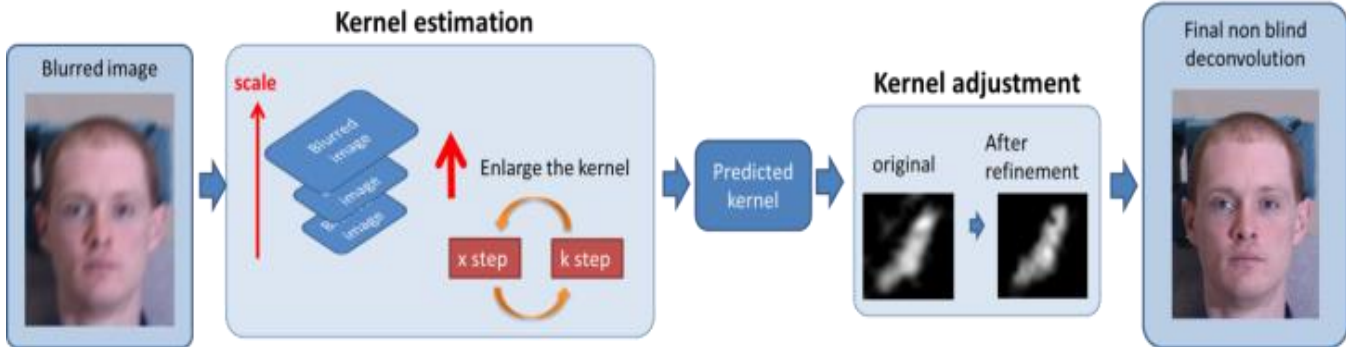 Kernel estimation
Blurred image
scale
Blurred
image
image
B..
image
Enlarge the kernel
x step
k step
Predicted
kernel
Kernel adjustment
original
After
refinement
Final non blind
deconvolution